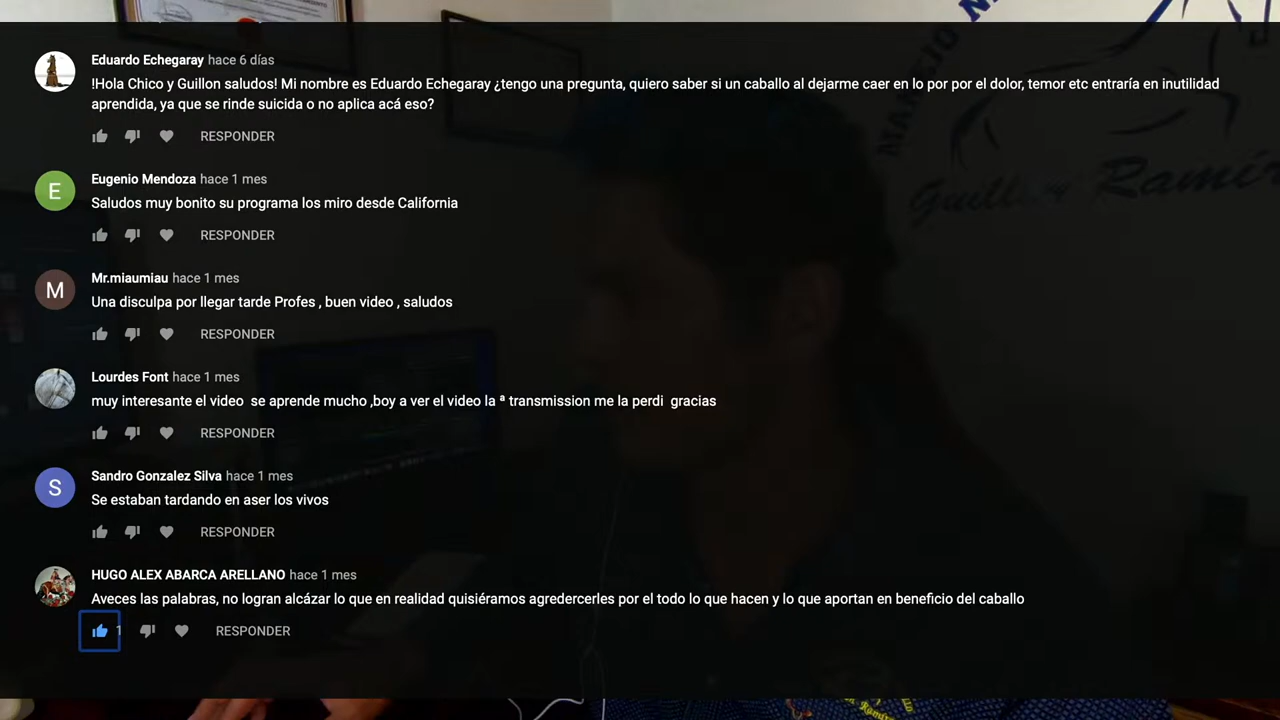 Eduardo Echegaray hace 6 días
!Hola Chico y Guillon saludos! Mi nombre es Eduardo Echegaray ¿tengo una pregunta, quiero saber si un caballo al dejarme caer en lo por por el dolor, temor etc entraría en inutilidad
aprendida, ya que se rinde suicida o no aplica acá eso?
RESPONDER
Eugenio Mendoza hace 1 mes
E
Saludos muy bonito su programa los miro desde California
RESPONDER
Mr.miaumiau hace 1 mes
M
Una disculpa por llegar tarde Profes , buen video , saludos
RESPONDER
Lourdes Font hace 1 mes
muy interesante el video se aprende mucho ,boy a ver el video la ª transmission me la perdi gracias
RESPONDER
Sandro Gonzalez Silva hace 1 mes
S
Se estaban tardando en aser los vivos
RESPONDER
HUGO ALEX ABARCA ARELLANO hace 1 mes
Aveces las palabras, no logran alcázar lo que en realidad quisiéramos agredercerles por el todo lo que hacen y lo que aportan en beneficio del caballo
1 RESPONDER
MANEJO